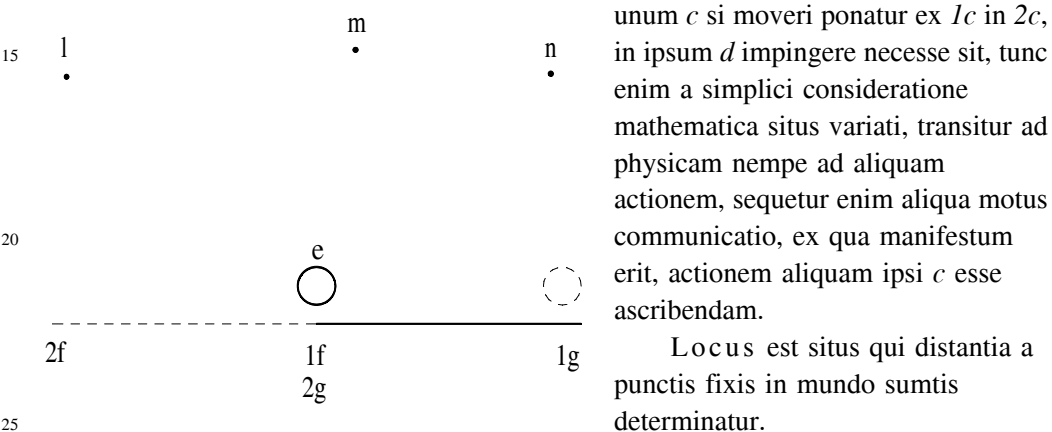 unum c si moveri ponatur ex 1c in 2c,
in ipsum d impingere necesse sit, tunc
enim a simplici consideratione
mathematica situs variati, transitur ad
physicam nempe ad aliquam
actionem, sequetur enim aliqua motus
communicatio, ex qua manifestum
erit, actionem aliquam ipsi c esse
ascribendam.
Locus est situs qui distantia a
punctis fixis in mundo sumtis
determinatur.
15
l
m
n
20
e
2f
1f
1g
2g
25